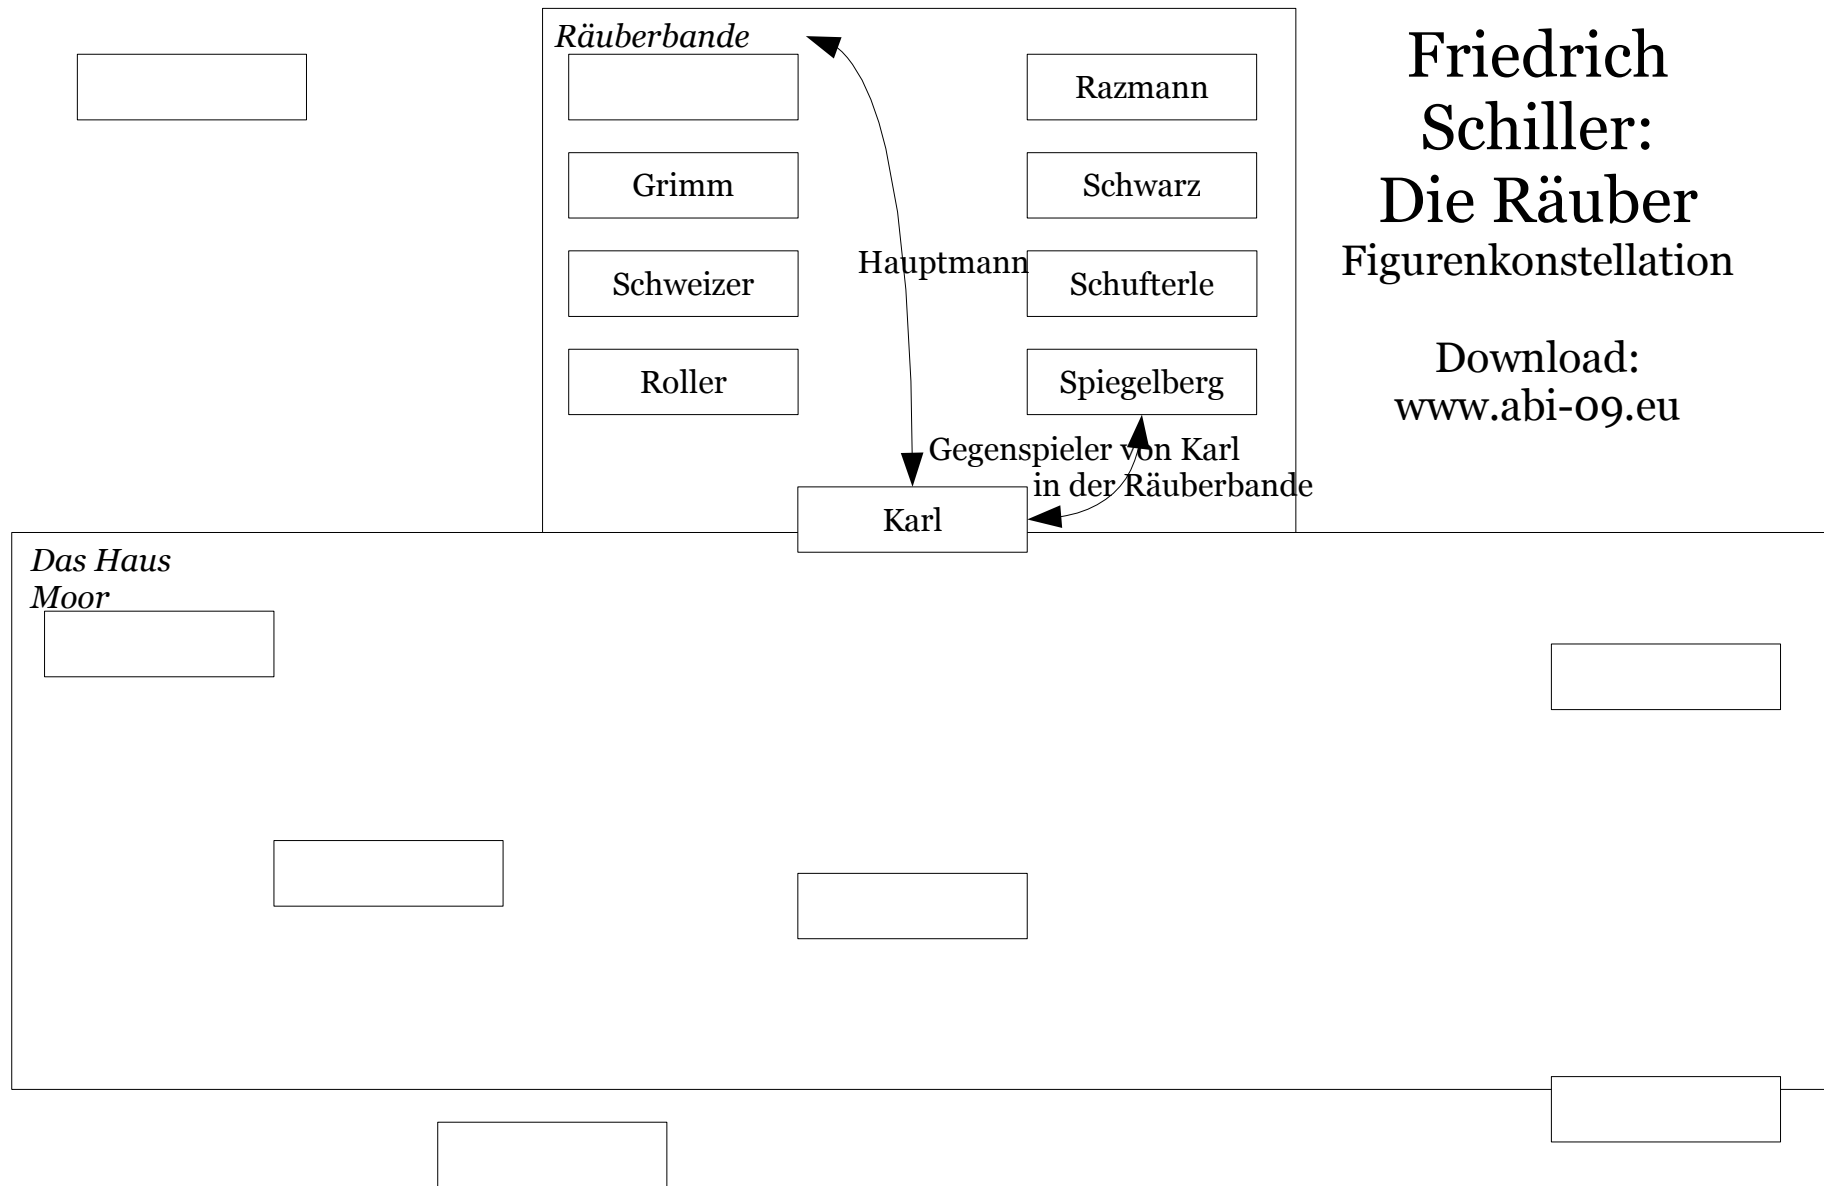 Räuberbande
Razmann
Grimm
Schwarz
Hauptmann
Schweizer
Schufterle
Roller
Spiegelberg
Gegenspieler von Karl
in der Räuberbande
Karl
Friedrich
Schiller:
Die Räuber
Figurenkonstellation
Download:
www.abi-09.eu
Das Haus
Moor